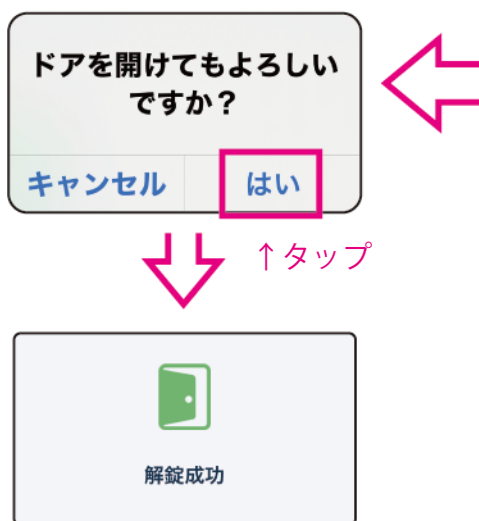 ドアを開けてもよろしい
ですか？
キャンセル はい
↑タップ
解錠成功